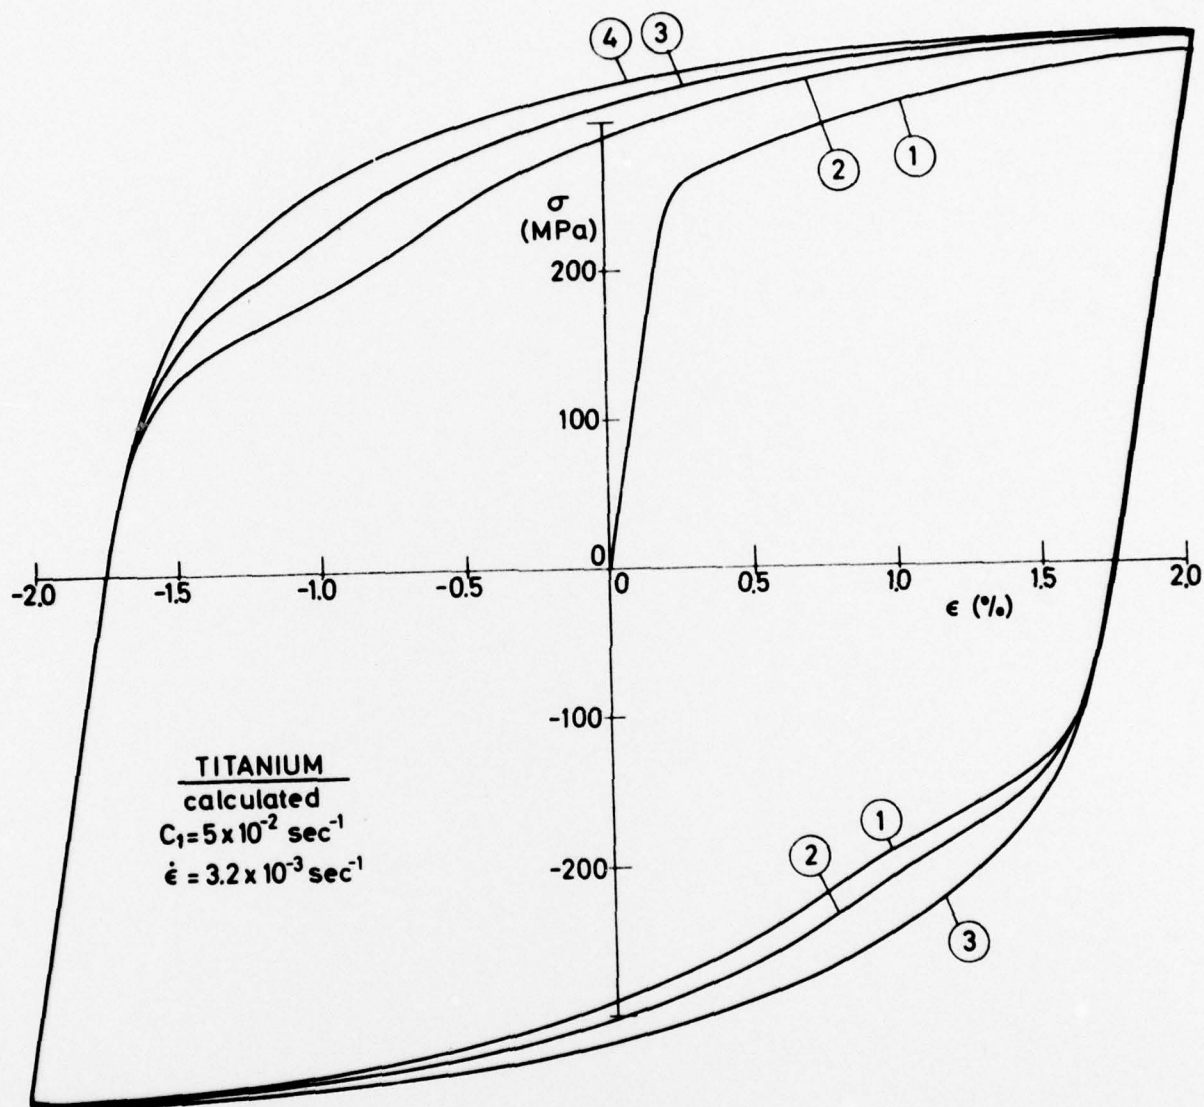 4 3
2 1
σ
(MPa)
200
100
0
-2.0 -1.5 -1.0 -0.5 0 0.5 1.0 1.5 2.0
ϵ (%)
-100
TITANIUM
calculated
C₁=5x10⁻² sec⁻¹
ϵ̇ = 3.2 x 10⁻³ sec⁻¹
1
2
-200
3